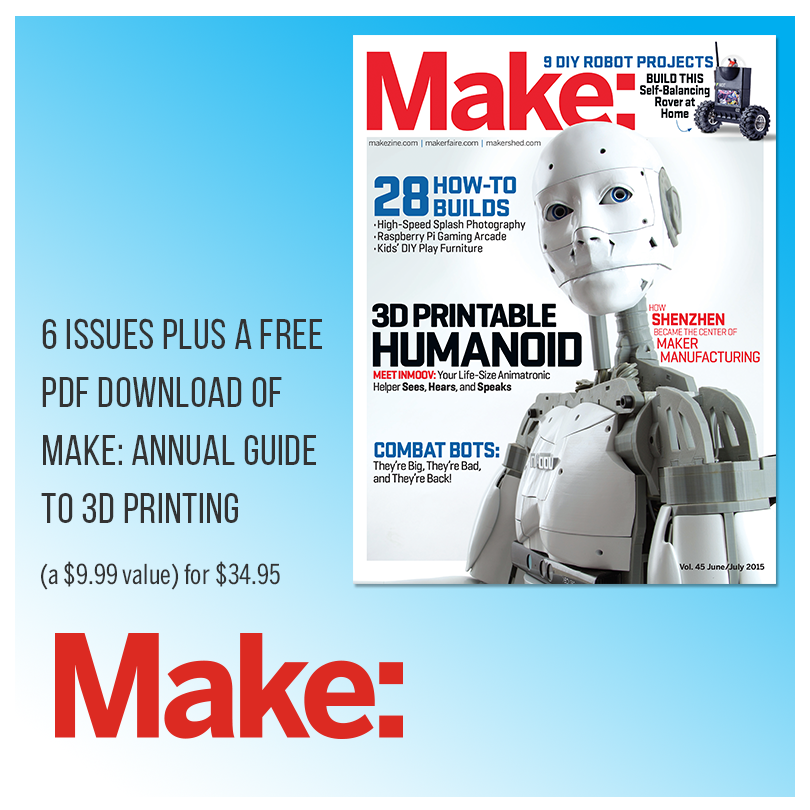 6 ISSUES PLUS A FREE
PDF DOWNLOAD OF
MAKE: ANNUAL GUIDE
TO 3D PRINTING
(a $9.99 value) for $34.95
Make:
Make:
9 DIY ROBOT PROJECTS
BUILD THIS
Self-Balancing
Rover at
Home
makezine.com | makerfaire.com | makershed.com
28 HOW-TO
BUILDS
·High-Speed Splash Photography
·Raspberry Pi Gaming Arcade
·Kids' DIY Play Furniture
3D PRINTABLE
HUMANOID
MEET INMOOV: Your Life-Size Animatronic
Helper Sees, Hears, and Speaks
HOW
SHENZHEN
BECAME THE CENTER OF
MAKER
MANUFACTURING
COMBAT BOTS:
They're Big, They're Bad,
and They're Back!
Vol. 45 June/July 2015